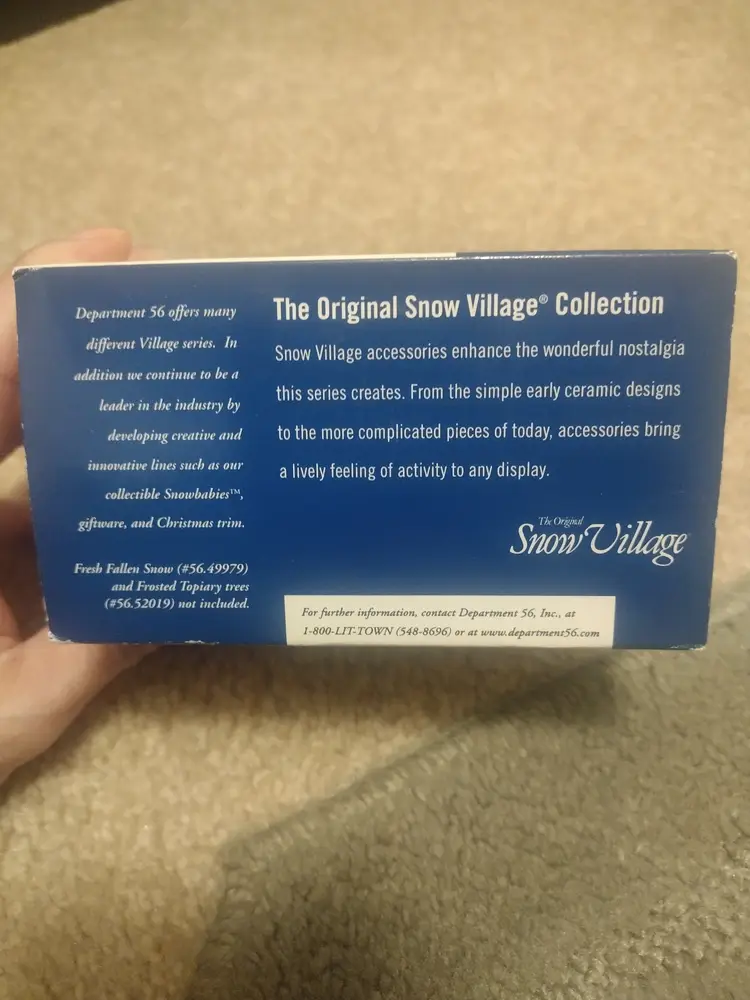 Department 56 offers many
different Village series. In
addition we continue to be a
leader in the industry by
developing creative and
innovative lines such as our
collectible Snowbabies™,
giftware, and Christmas trim.
Fresh Fallen Snow (#56.49979)
and Frosted Topiary trees
(#56.52019) not included.
The Original Snow Village® Collection
Snow Village accessories enhance the wonderful nostalgia
this series creates. From the simple early ceramic designs
to the more complicated pieces of today, accessories bring
a lively feeling of activity to any display.
The Original
Snow Village
For further information, contact Department 56, Inc., at
1-800-LIT-TOWN (548-8696) or at www.department56.com